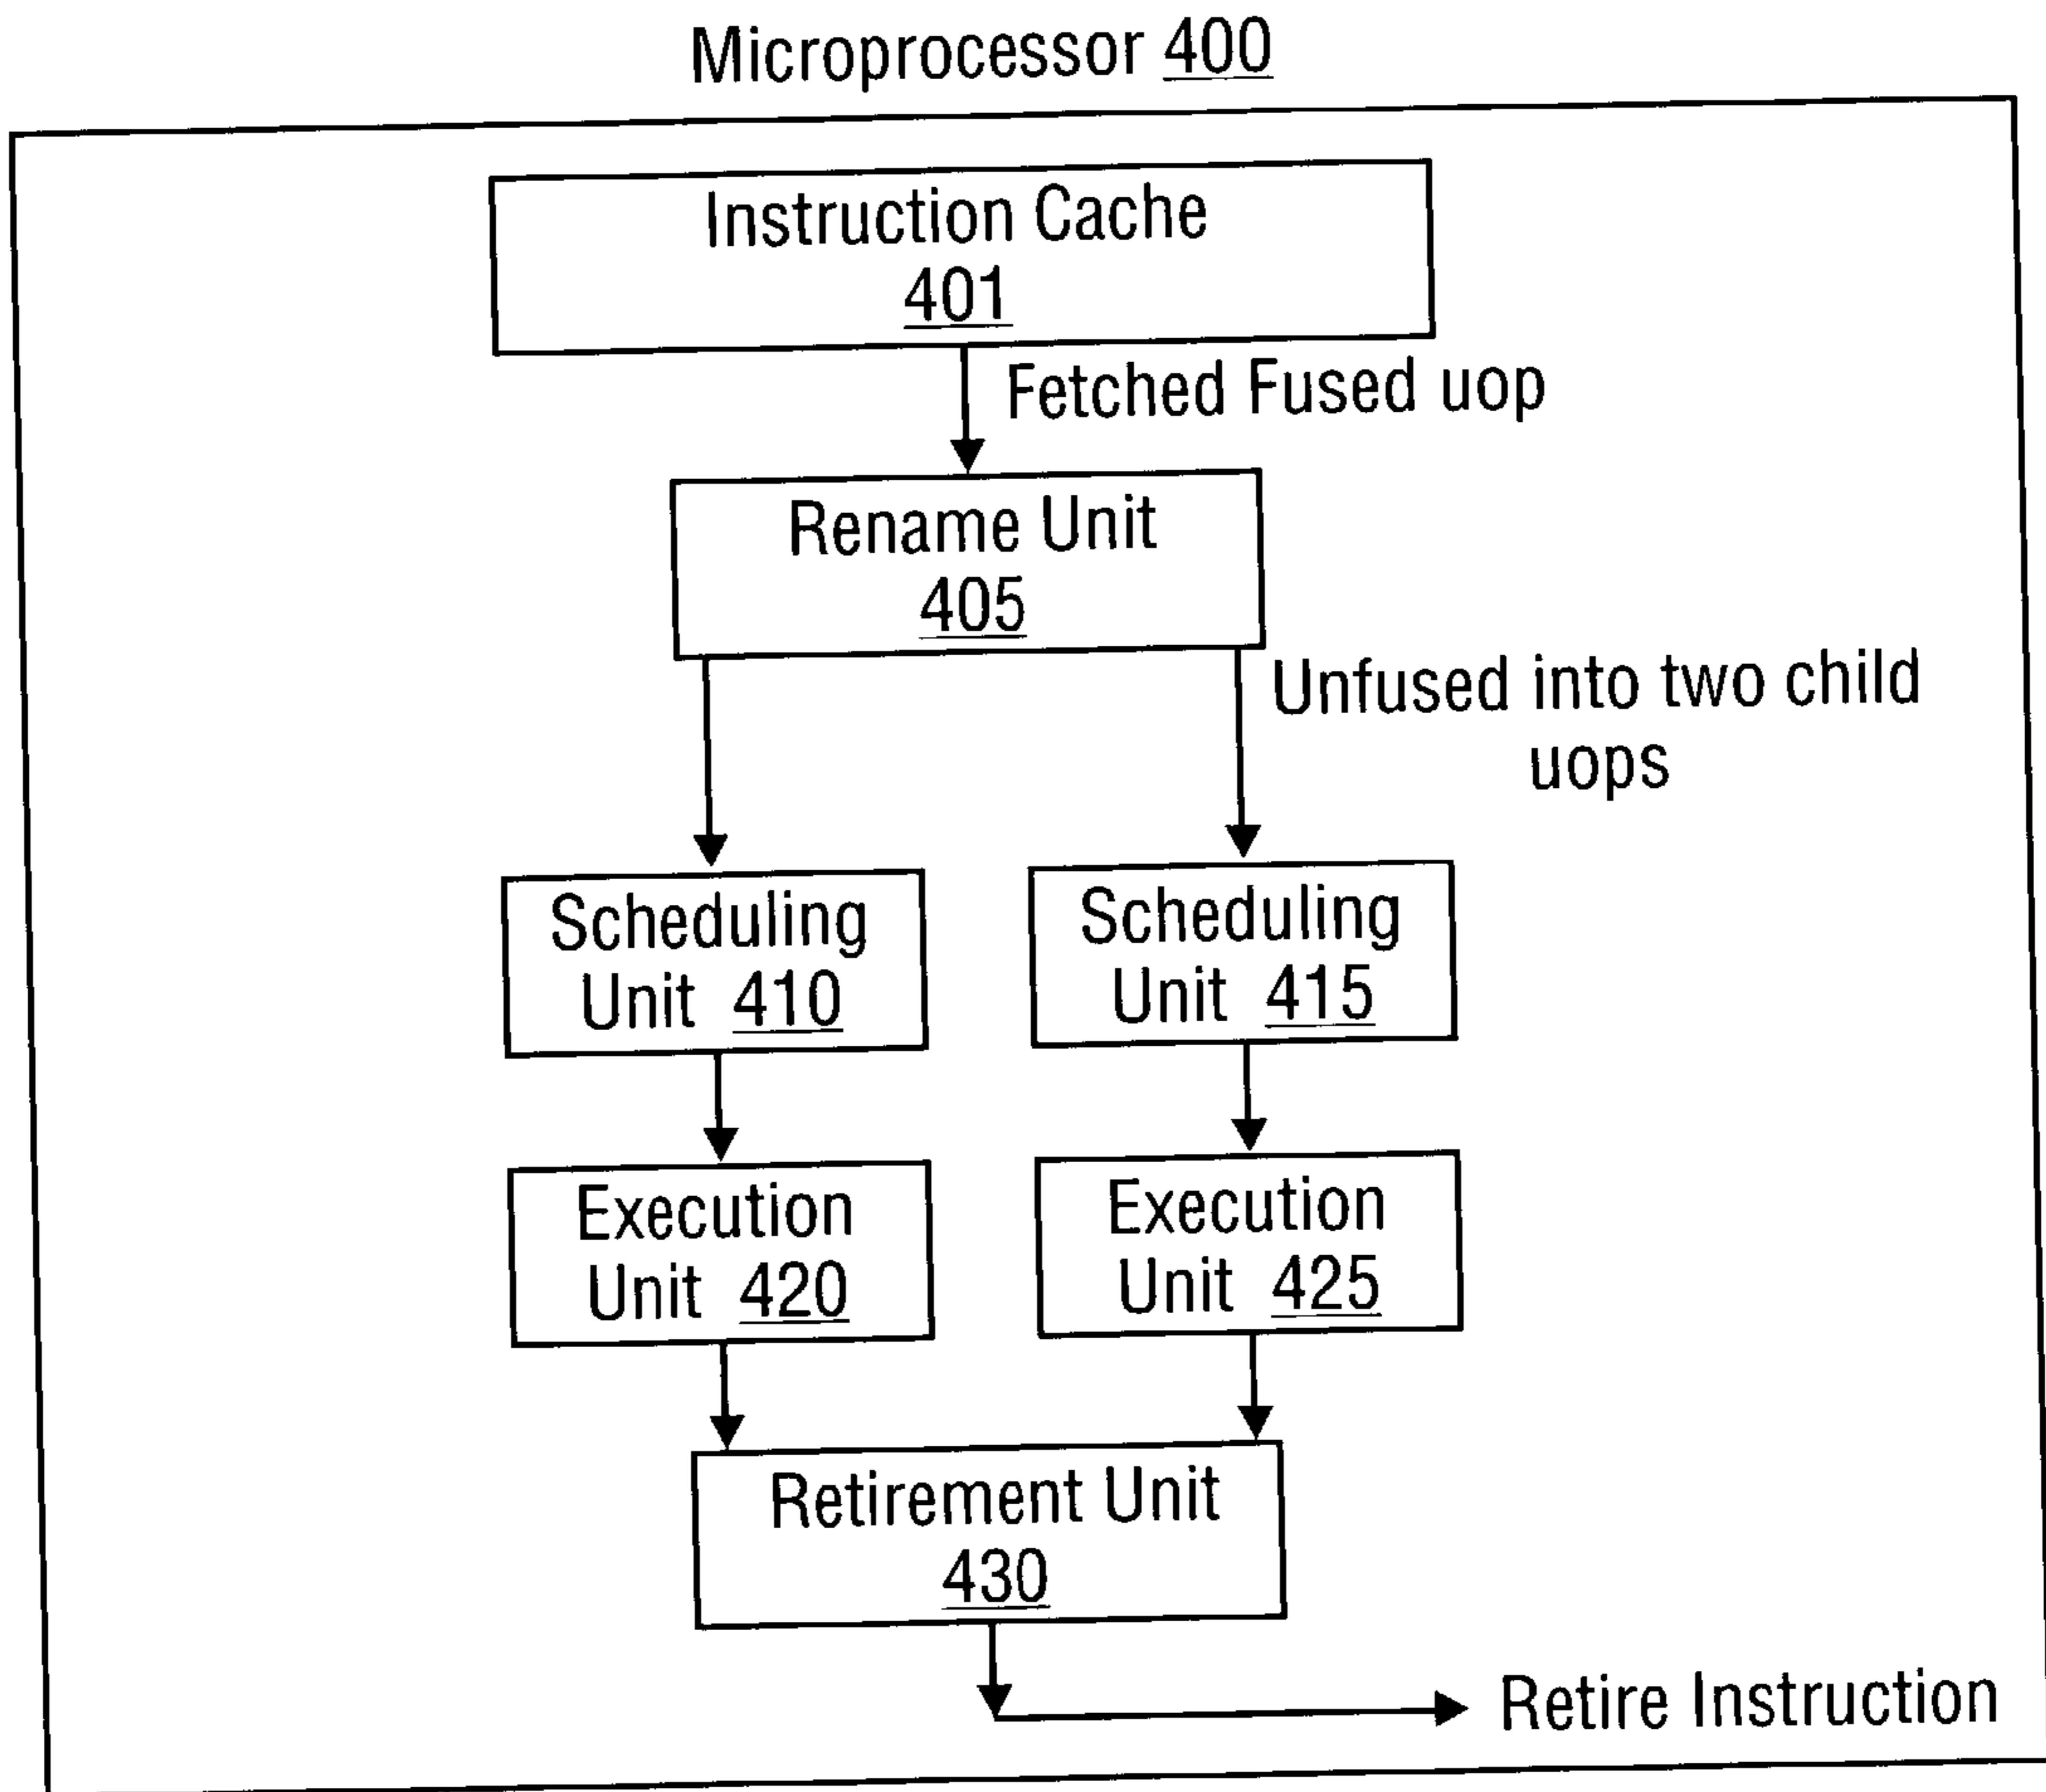 Microprocessor 400
Instruction Cache
401
Fetched Fused uop
Rename Unit
405
Unfused into two child
uops
Scheduling
Unit 410
Scheduling
Unit 415
Execution
Unit 420
Execution
Unit 425
Retirement Unit
430
Retire Instruction